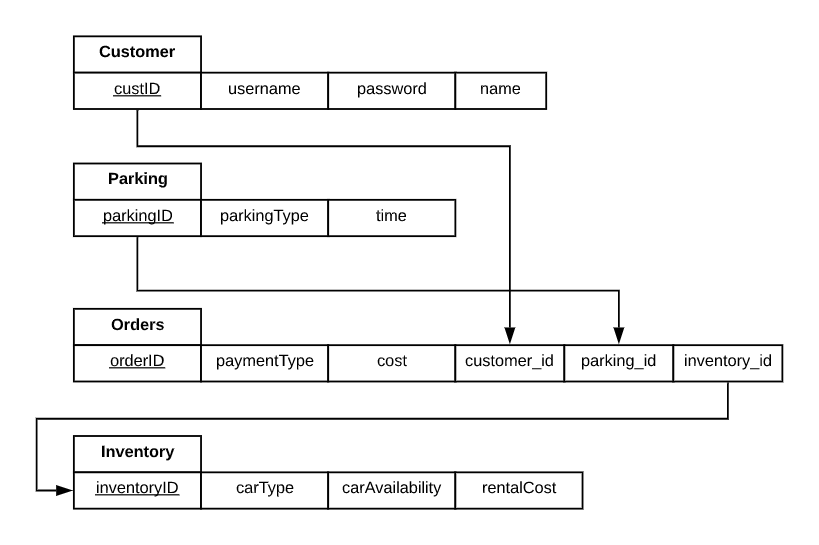 Customer
custID username password name
Parking
parkingID parkingType time
Orders
orderID paymentType cost customer_id parking_id inventory_id
Inventory
inventoryID carType carAvailability rentalCost